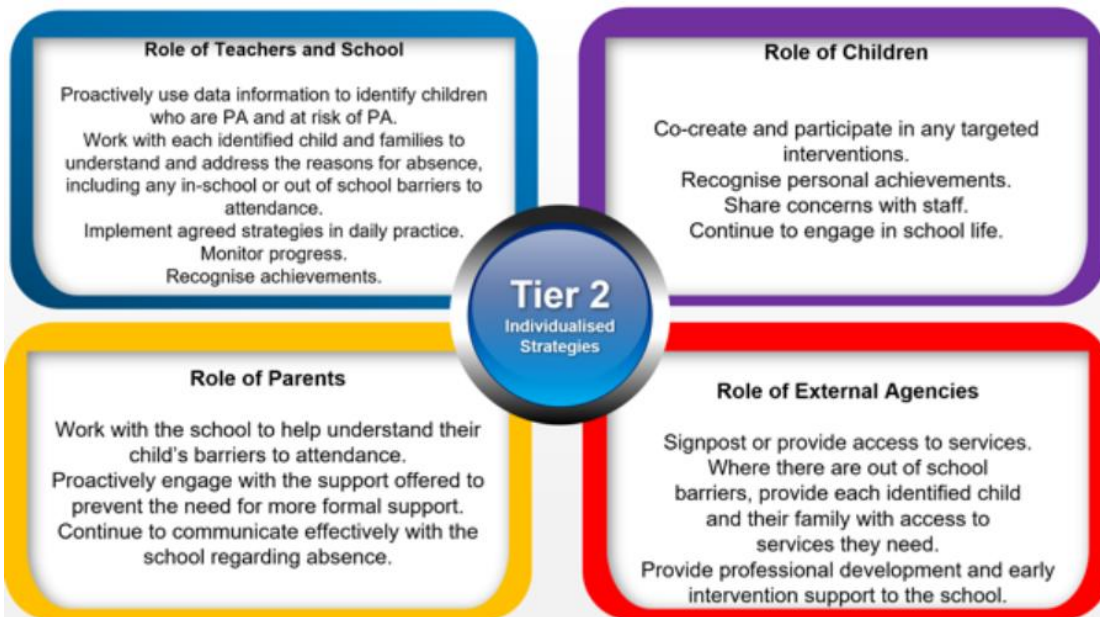 Role of Teachers and School
Proactively use data information to identify children
who are PA and at risk of PA.
Work with each identified child and families to
understand and address the reasons for absence,
including any in-school or out of school barriers to
attendance.
Implement agreed strategies in daily practice.
Monitor progress.
Recognise achievements.
Role of Children
Co-create and participate in any targeted
interventions.
Recognise personal achievements.
Share concerns with staff.
Continue to engage in school life.
Tier 2
Individualised
Strategies
Role of Parents
Work with the school to help understand their
child's barriers to attendance.
Proactively engage with the support offered to
prevent the need for more formal support.
Continue to communicate effectively with the
school regarding absence.
Role of External Agencies
Signpost or provide access to services.
Where there are out of school
barriers, provide each identified child
and their family with access to
services they need.
Provide professional development and early
intervention support to the school.